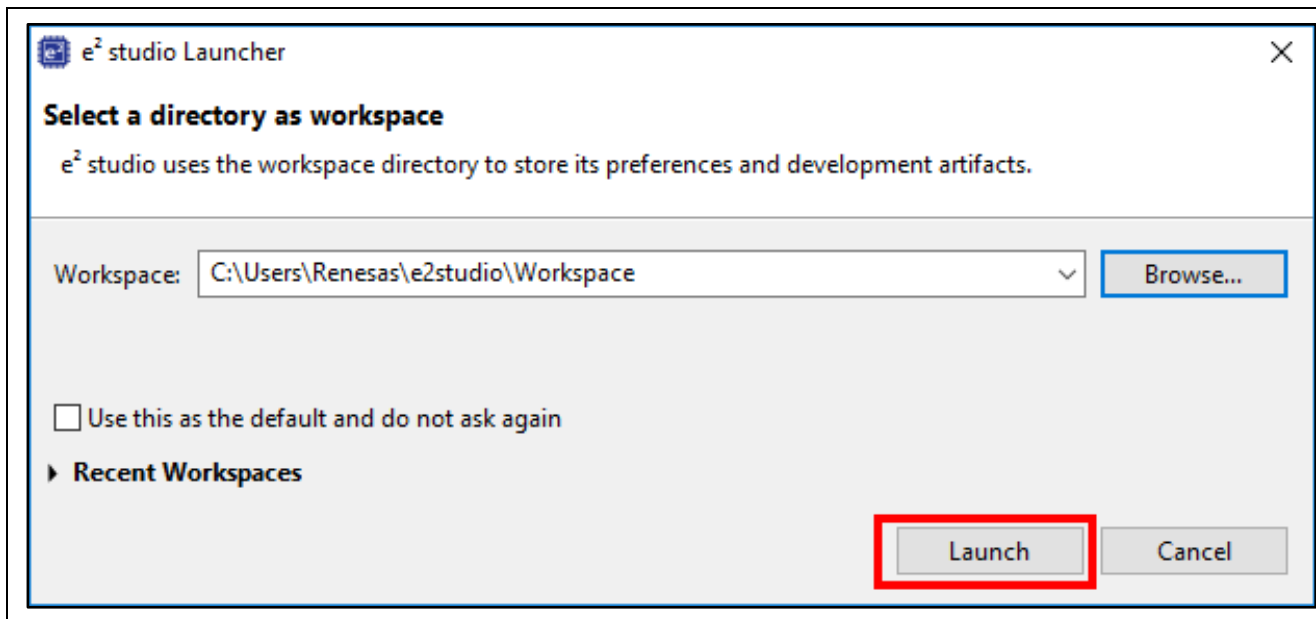 e² studio Launcher
Select a directory as workspace
e² studio uses the workspace directory to store its preferences and development artifacts.
Workspace: C:\Users\Renesas\e2studio\Workspace Browse...
Use this as the default and do not ask again
Recent Workspaces
Launch Cancel